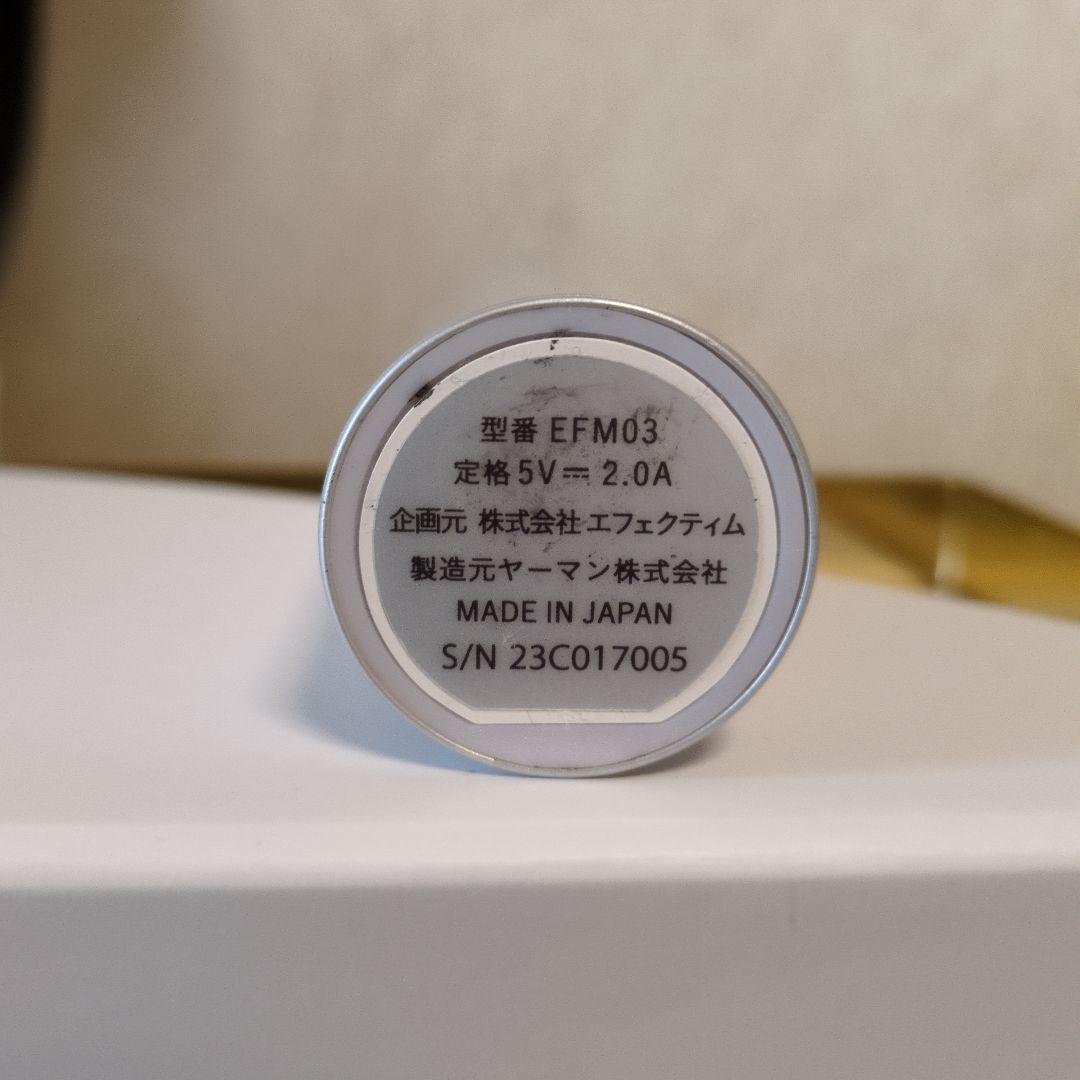 型番 EFM03
定格 5V⎓ 2.0A
企画元 株式会社エフェクティム
製造元ヤーマン株式会社
MADE IN JAPAN
S/N 23C017005